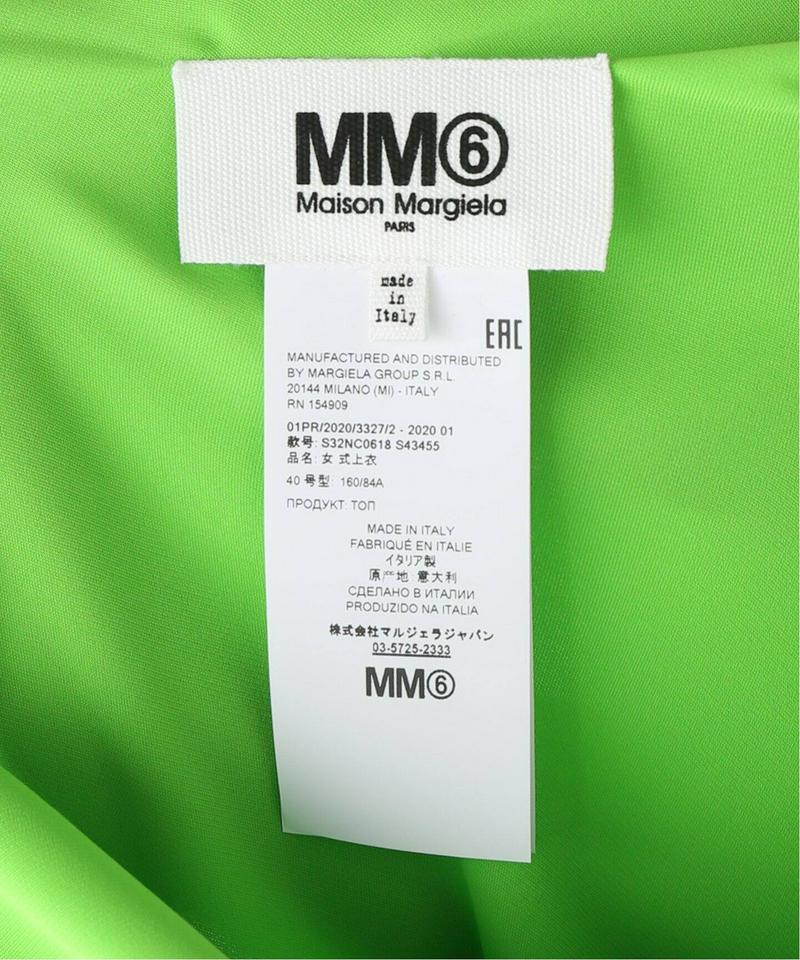 MM⑥
Maison Margiela
PARIS
made
in
Italy
EAC
MANUFACTURED AND DISTRIBUTED
BY MARGIELA GROUP S.R.L.
20144 MILANO (MI) - ITALY
RN 154909
01PR/2020/3327/2 - 2020 01
款号: S32NC0618 S43455
品名: 女式上衣
40 号型: 160/84A
ПРОДУКТ: ТОП
MADE IN ITALY
FABRIQUÉ EN ITALIE
イタリア製
原产地 意大利
СДЕЛАНО В ИТАЛИИ
PRODUZIDO NA ITALIA
株式会社マルジェラジャパン
03-5725-2333
MM⑥